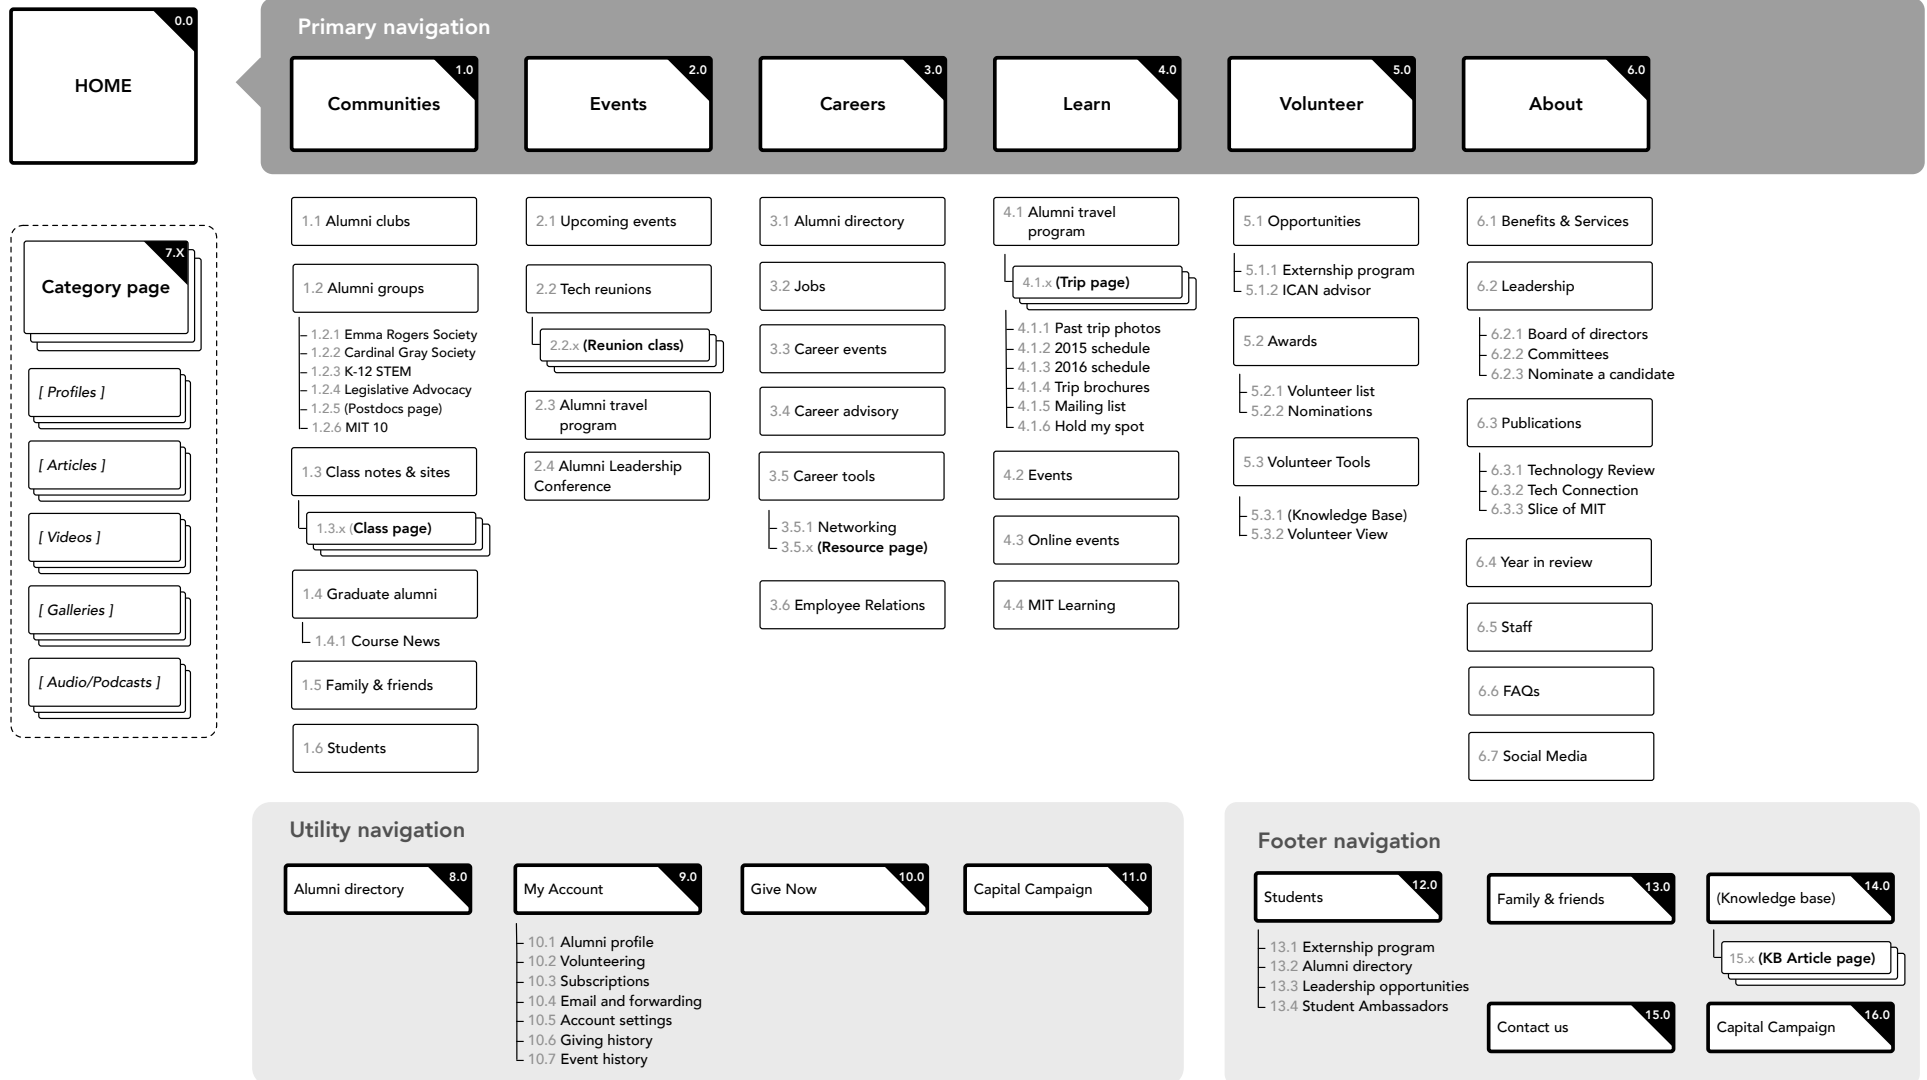 0.0
HOME
Primary navigation
1.0
Communities
2.0
Events
3.0
Careers
4.0
Learn
5.0
Volunteer
6.0
About
7.X
Category page
[ Profiles ]
[ Articles ]
[ Videos ]
[ Galleries ]
[ Audio/Podcasts ]
1.1 Alumni clubs
1.2 Alumni groups
1.2.1 Emma Rogers Society
1.2.2 Cardinal Gray Society
1.2.3 K-12 STEM
1.2.4 Legislative Advocacy
1.2.5 (Postdocs page)
1.2.6 MIT 10
1.3 Class notes & sites
1.3.x (Class page)
1.4 Graduate alumni
1.4.1 Course News
1.5 Family & friends
1.6 Students
2.1 Upcoming events
2.2 Tech reunions
2.2.x (Reunion class)
2.3 Alumni travel
program
2.4 Alumni Leadership
Conference
3.1 Alumni directory
3.2 Jobs
3.3 Career events
3.4 Career advisory
3.5 Career tools
3.5.1 Networking
3.5.x (Resource page)
3.6 Employee Relations
4.1 Alumni travel
program
4.1.x (Trip page)
4.1.1 Past trip photos
4.1.2 2015 schedule
4.1.3 2016 schedule
4.1.4 Trip brochures
4.1.5 Mailing list
4.1.6 Hold my spot
4.2 Events
4.3 Online events
4.4 MIT Learning
5.1 Opportunities
5.1.1 Externship program
5.1.2 ICAN advisor
5.2 Awards
5.2.1 Volunteer list
5.2.2 Nominations
5.3 Volunteer Tools
5.3.1 (Knowledge Base)
5.3.2 Volunteer View
6.1 Benefits & Services
6.2 Leadership
6.2.1 Board of directors
6.2.2 Committees
6.2.3 Nominate a candidate
6.3 Publications
6.3.1 Technology Review
6.3.2 Tech Connection
6.3.3 Slice of MIT
6.4 Year in review
6.5 Staff
6.6 FAQs
6.7 Social Media
Utility navigation
Alumni directory 8.0
My Account 9.0
10.1 Alumni profile
10.2 Volunteering
10.3 Subscriptions
10.4 Email and forwarding
10.5 Account settings
10.6 Giving history
10.7 Event history
Give Now 10.0
Capital Campaign 11.0
Footer navigation
Students 12.0
13.1 Externship program
13.2 Alumni directory
13.3 Leadership opportunities
13.4 Student Ambassadors
Family & friends 13.0
(Knowledge base) 14.0
15.x (KB Article page)
Contact us 15.0
Capital Campaign 16.0